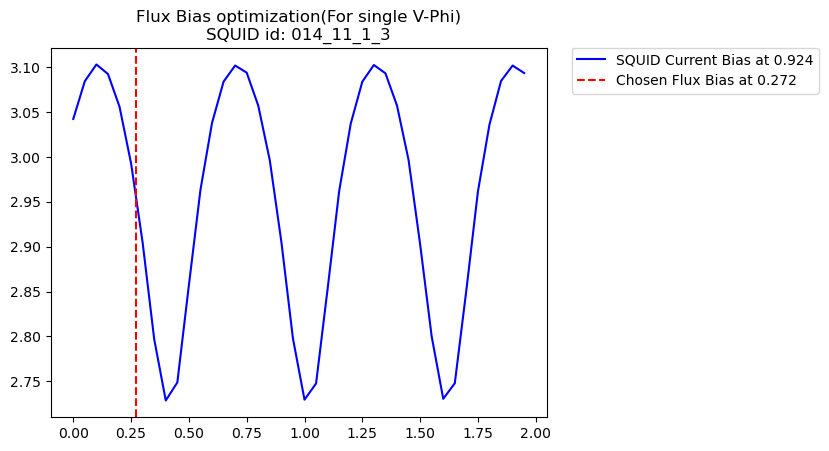 Flux Bias optimization(For single V-Phi)
SQUID id: 014_11_1_3
SQUID Current Bias at 0.924
Chosen Flux Bias at 0.272
3.10
3.05
3.00
2.95
2.90
2.85
2.80
2.75
0.00 0.25 0.50 0.75 1.00 1.25 1.50 1.75 2.00